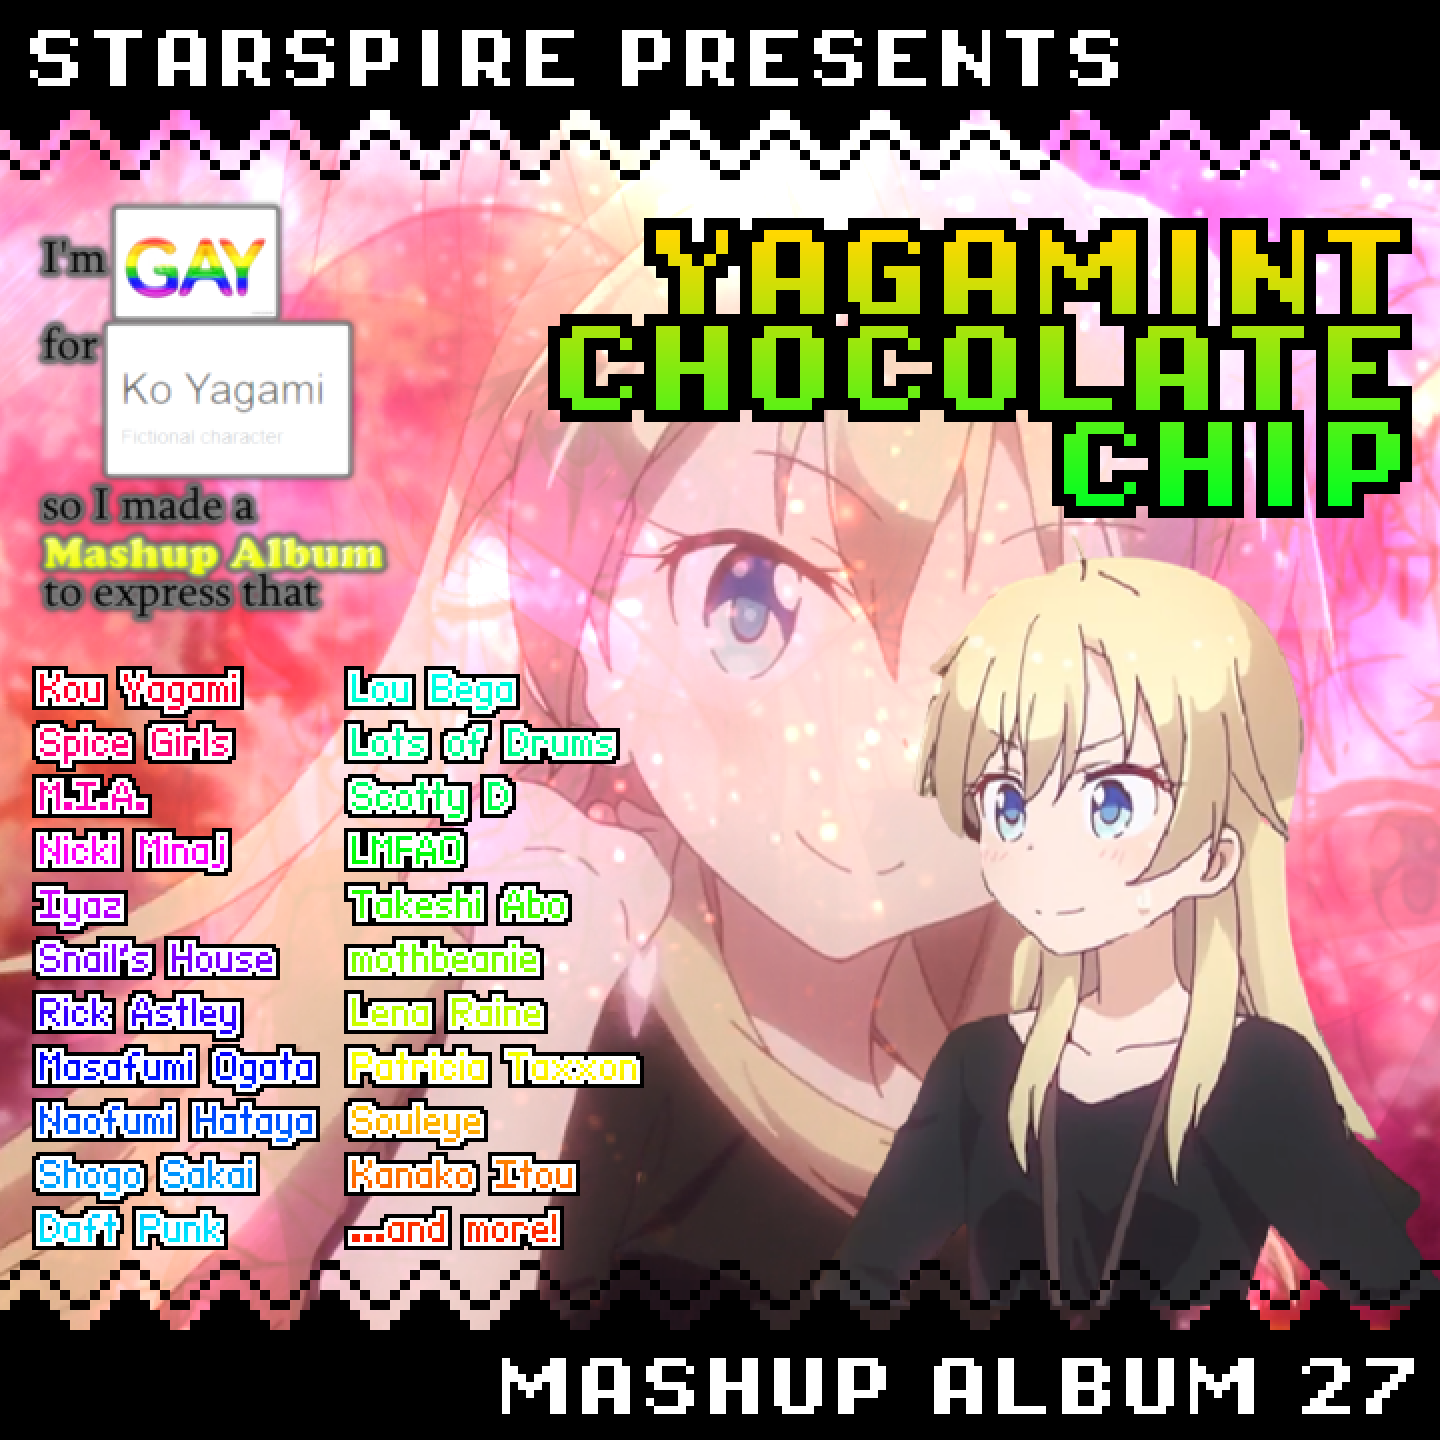 STARSPIRE PRESENTS
I'm GAY
for Ko Yagami
Fictional character
so I made a
Mashup Album
to express that
YAGAMINT
CHOCOLATE
CHIP
Kou Yagami
Spice Girls
M.I.A.
Nicki Minaj
Iyaz
Snail's House
Rick Astley
Masafumi Ogata
Naofumi Hataya
Shogo Sakai
Daft Punk
Lou Bega
Lots of Drums
Scotty D
LMFAO
Takeshi Abo
mothbeanie
Lena Raine
Patricia Taxxon
Souleye
Kanako Itou
...and more!
MASHUP ALBUM 27